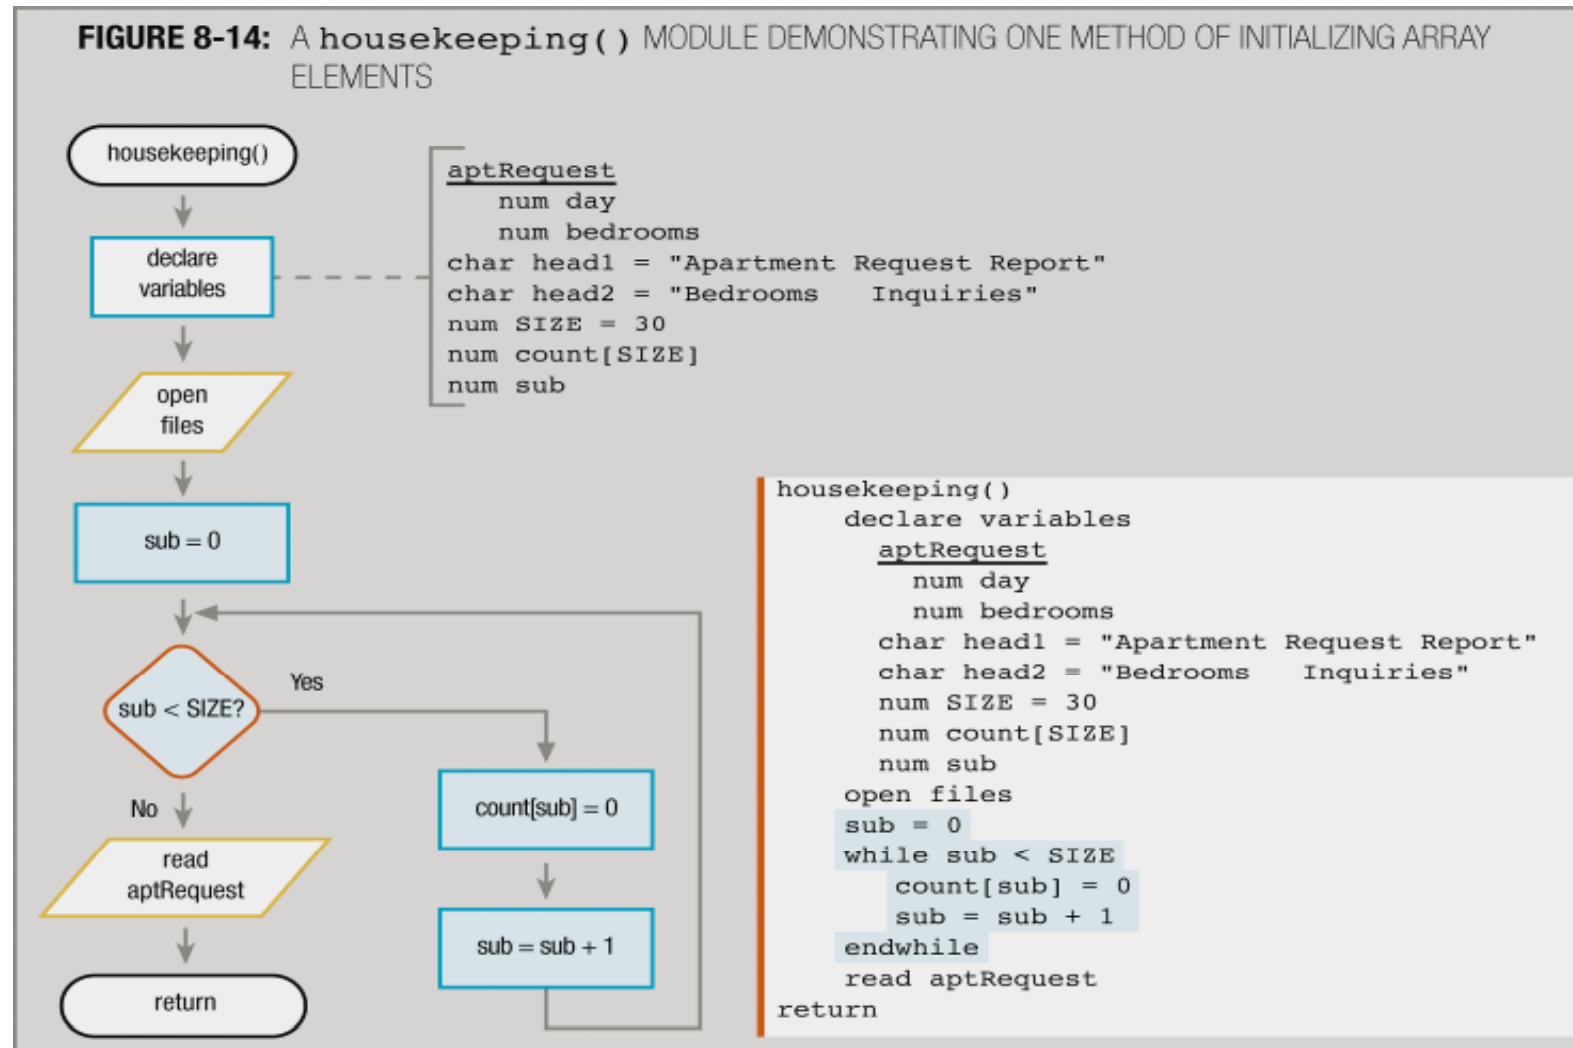 FIGURE 8-14: A housekeeping() MODULE DEMONSTRATING ONE METHOD OF INITIALIZING ARRAY
ELEMENTS
housekeeping()
declare
variables
aptRequest
num day
num bedrooms
char head1 = "Apartment Request Report"
char head2 = "Bedrooms   Inquiries"
num SIZE = 30
num count[SIZE]
num sub
open
files
sub = 0
sub < SIZE?
Yes
count[sub] = 0
sub = sub + 1
No
read
aptRequest
return
housekeeping()
declare variables
aptRequest
num day
num bedrooms
char head1 = "Apartment Request Report"
char head2 = "Bedrooms   Inquiries"
num SIZE = 30
num count[SIZE]
num sub
open files
sub = 0
while sub < SIZE
count[sub] = 0
sub = sub + 1
endwhile
read aptRequest
return